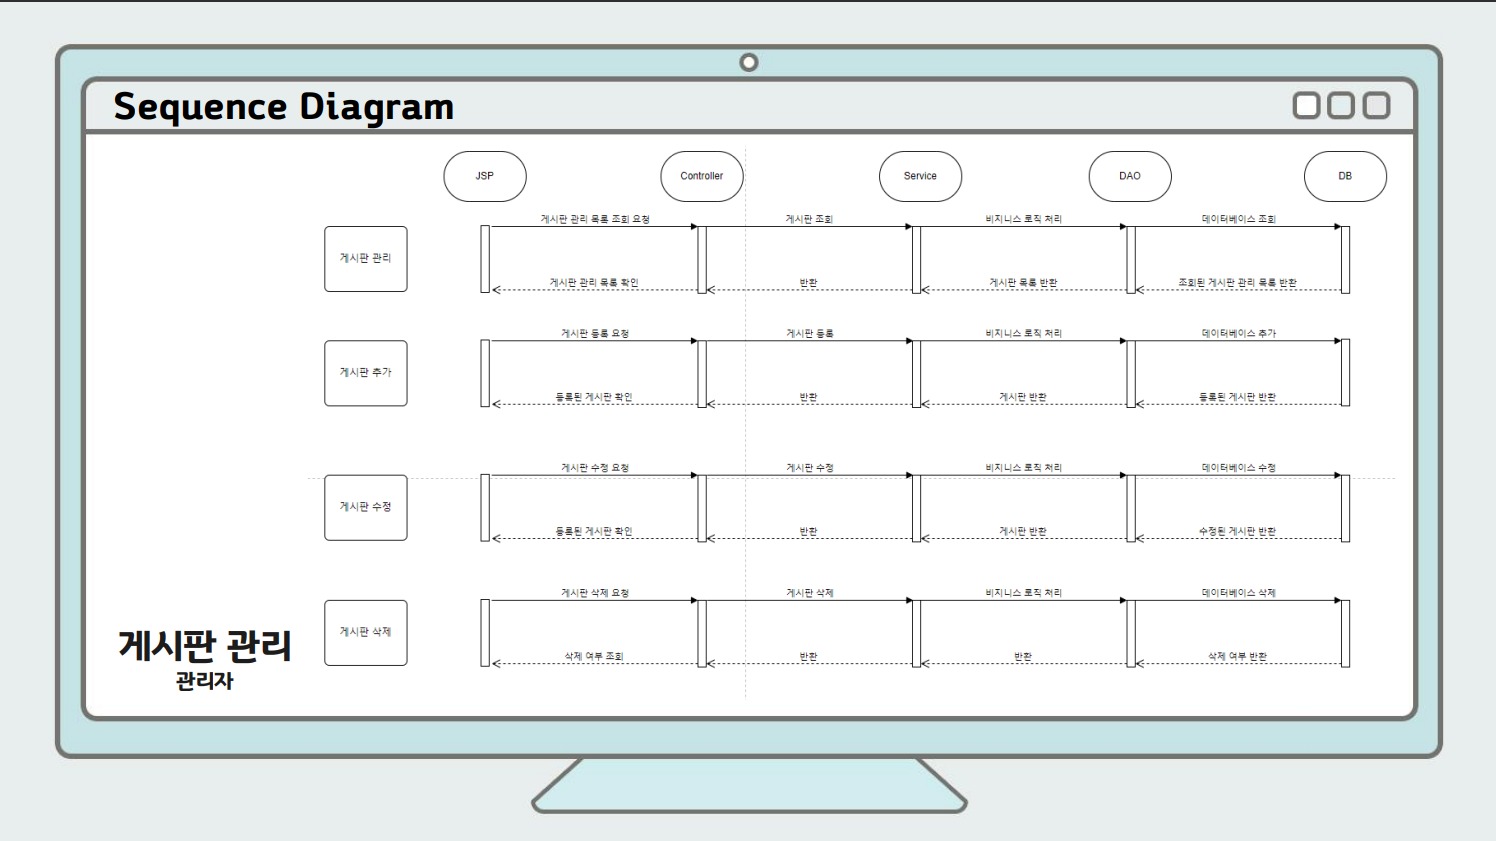 Sequence Diagram
JSP
Controller
Service
DAO
DB
게시판 관리
게시판 관리 목록 조회 요청
게시판 조회
비지니스 로직 처리
데이터베이스 조회
게시판 관리 목록 확인
반환
게시판 목록 반환
조회된 게시판 관리 목록 반환
게시판 추가
게시판 등록 요청
게시판 등록
비지니스 로직 처리
데이터베이스 추가
등록된 게시판 확인
반환
게시판 반환
등록된 게시판 반환
게시판 수정
게시판 수정 요청
게시판 수정
비지니스 로직 처리
데이터베이스 수정
등록된 게시판 확인
반환
게시판 반환
수정된 게시판 반환
게시판 삭제
게시판 삭제 요청
게시판 삭제
비지니스 로직 처리
데이터베이스 삭제
삭제 여부 조회
반환
반환
삭제 여부 반환
게시판 관리
관리자